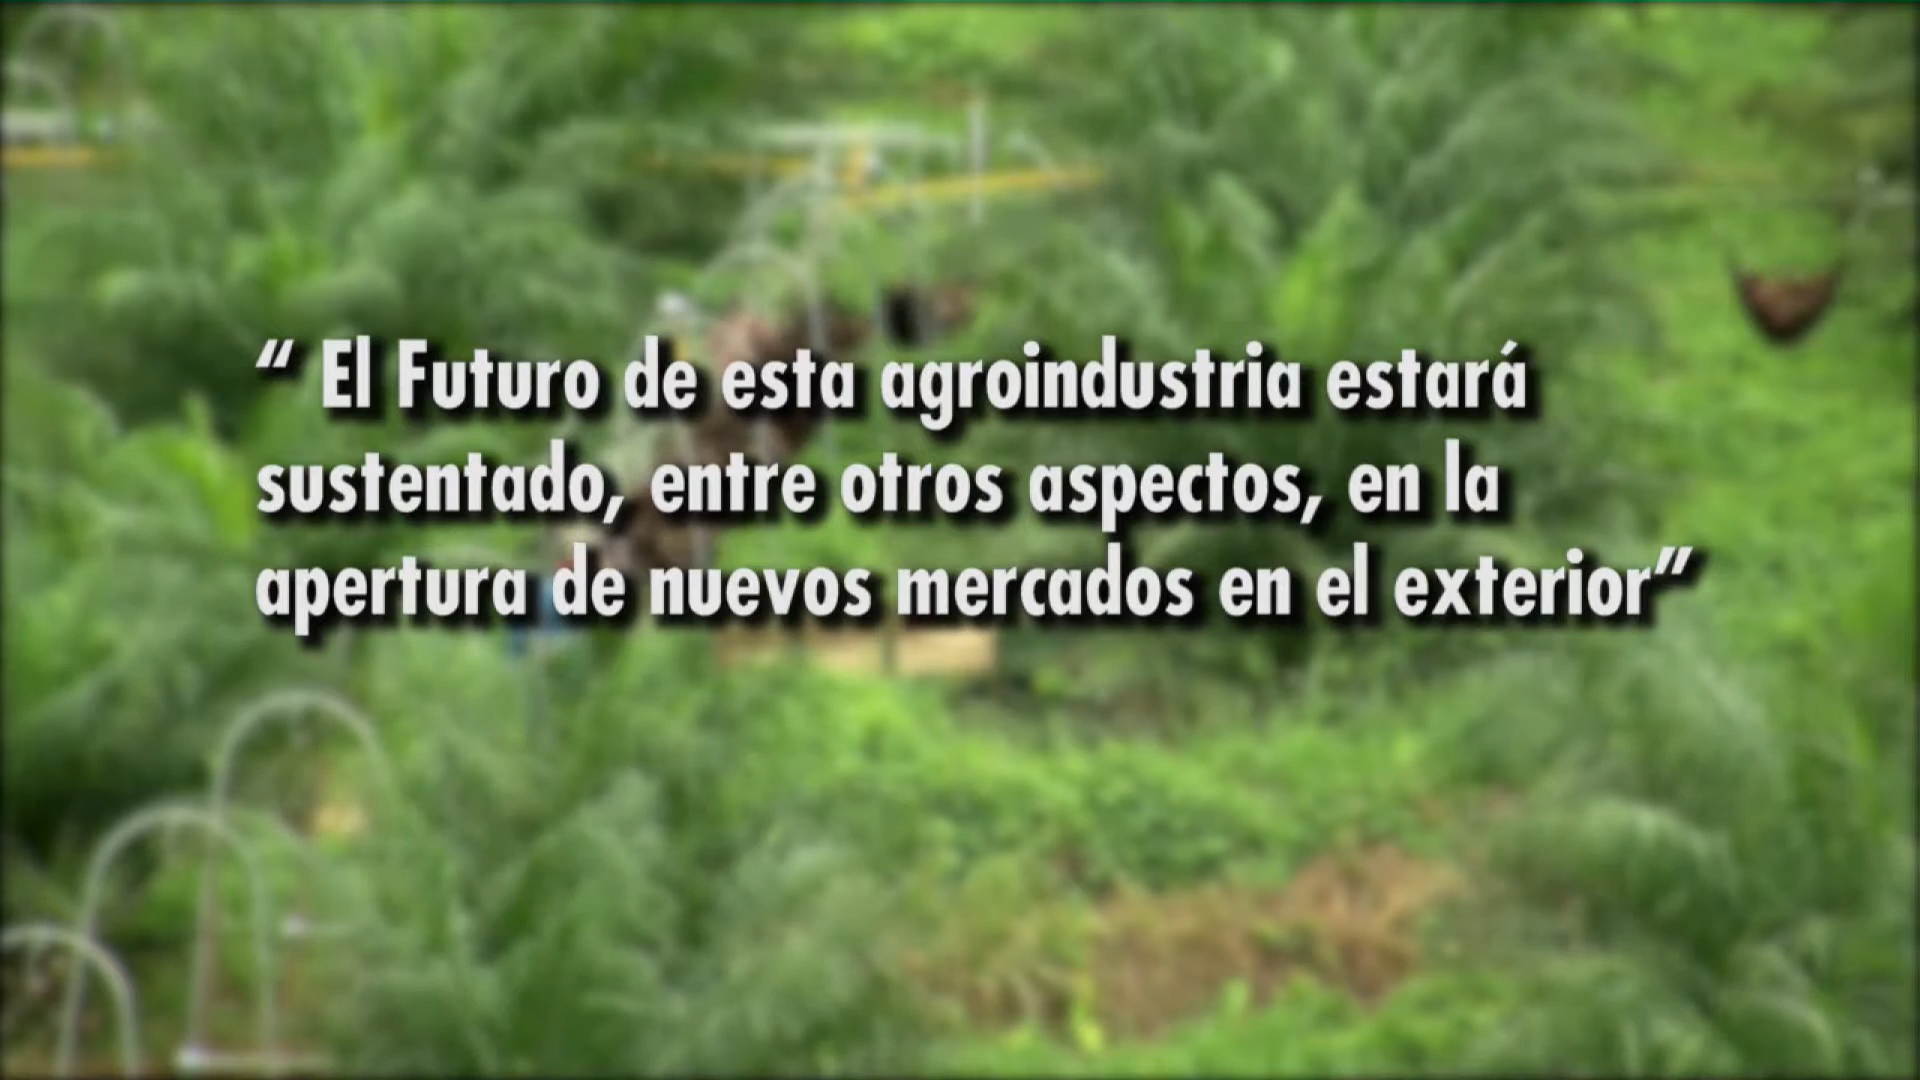 “ El Futuro de esta agroindustria estará
sustentado, entre otros aspectos, en la
apertura de nuevos mercados en el exterior”